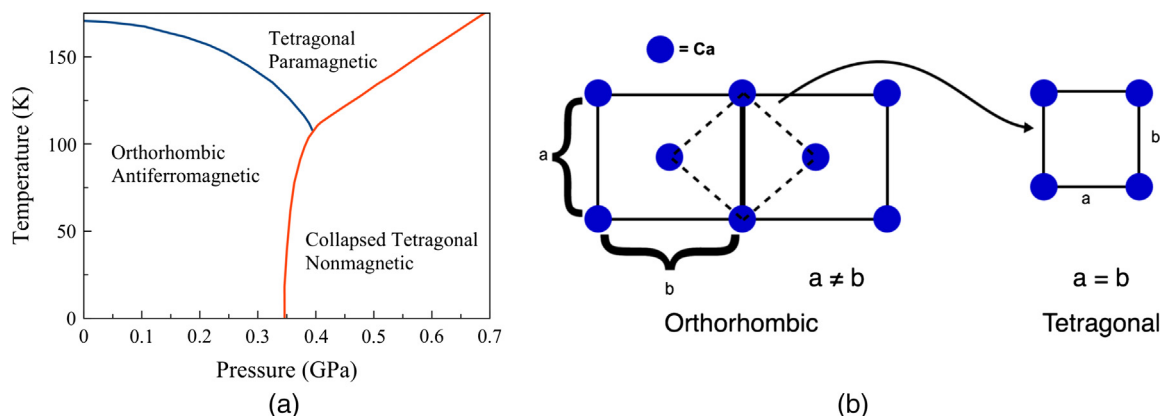 Temperature (K)
150
100
50
0
Tetragonal
Paramagnetic
Orthorhombic
Antiferromagnetic
Collapsed Tetragonal
Nonmagnetic
0 0.1 0.2 0.3 0.4 0.5 0.6 0.7
Pressure (GPa)
(a)
= Ca
a
b
a ≠ b
Orthorhombic
b
a
a = b
Tetragonal
(b)